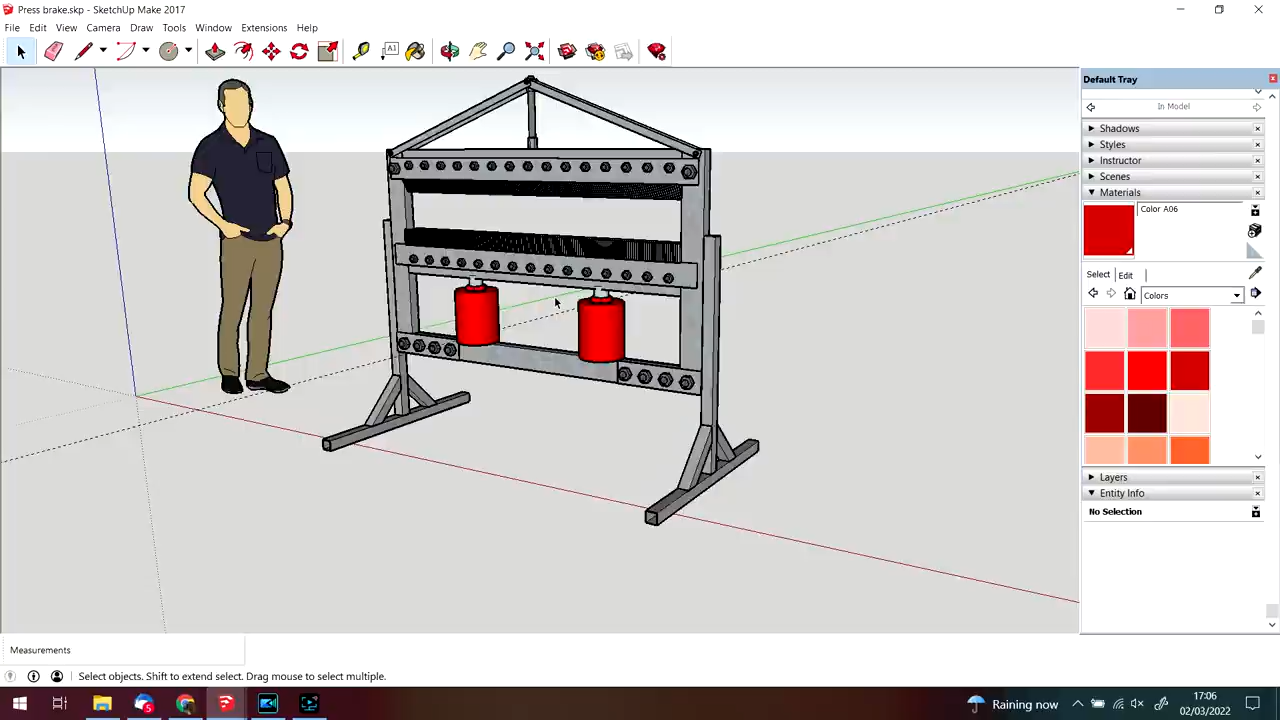 Press brake.skp - SketchUp Make 2017
File Edit View Camera Draw Tools Window Extensions Help
A1
Default Tray
In Model
Shadows
Styles
Instructor
Scenes
Materials
Color A06
Select Edit
Colors
Layers
Entity Info
No Selection
Measurements
Select objects. Shift to extend select. Drag mouse to select multiple.
S
Raining now
17:06
02/03/2022